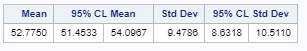 Mean 95% CL Mean Std Dev 95% CL Std Dev
52.7750 51.4533 54.0967 9.4786 8.6318 10.5110